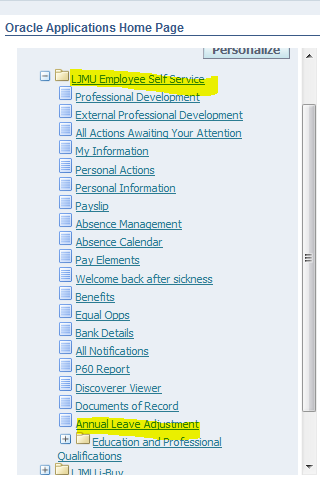 Oracle Applications Home Page
Personalize
LJMU Employee Self Service
Professional Development
External Professional Development
All Actions Awaiting Your Attention
My Information
Personal Actions
Personal Information
Payslip
Absence Management
Absence Calendar
Pay Elements
Welcome back after sickness
Benefits
Equal Opps
Bank Details
All Notifications
P60 Report
Discoverer Viewer
Documents of Record
Annual Leave Adjustment
Education and Professional
Qualifications
LJMU i-Buy